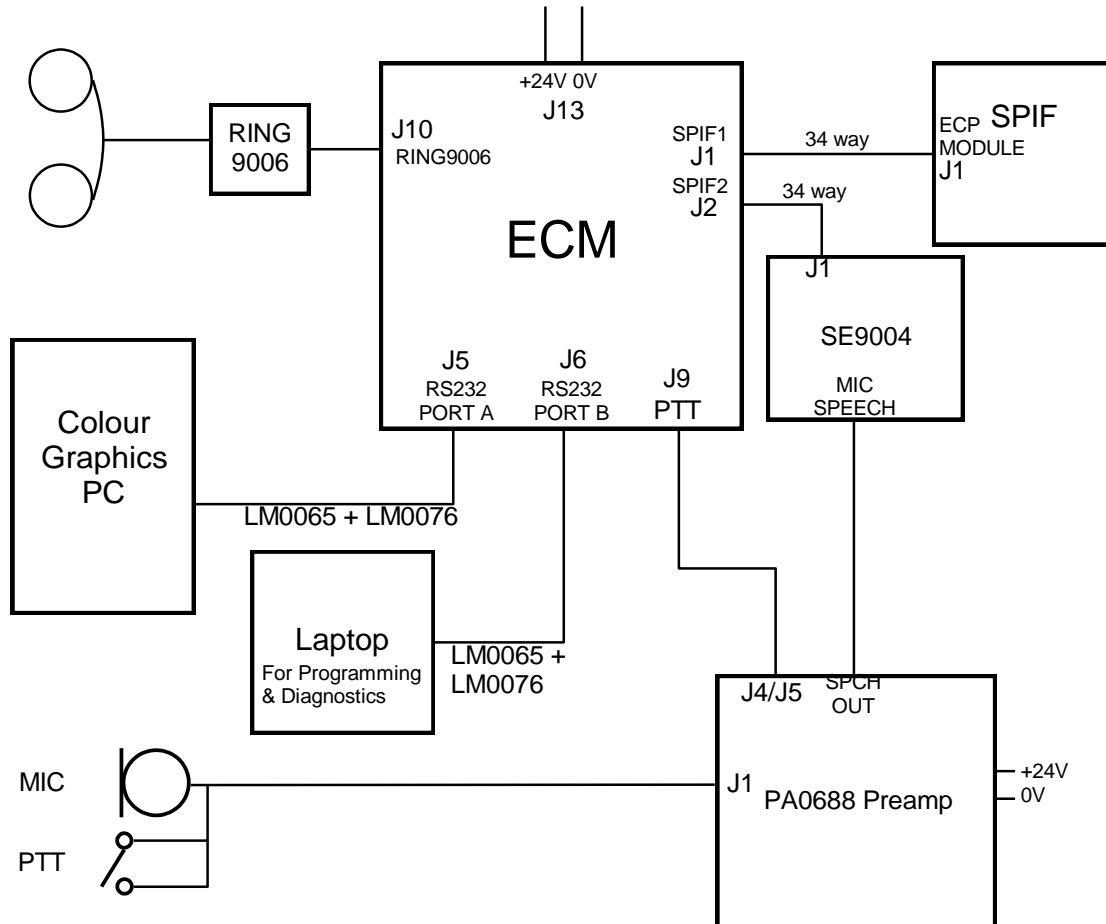 +24V 0V
J13
RING
9006
J10
RING9006
SPIF1
J1
SPIF2
J2
34 way
34 way
ECP SPIF
MODULE
J1
ECM
J1
SE9004
MIC
SPEECH
J5
RS232
PORT A
J6
RS232
PORT B
J9
PTT
Colour
Graphics
PC
LM0065 + LM0076
Laptop
For Programming
& Diagnostics
LM0065 +
LM0076
J4/J5
SPCH
OUT
MIC
J1
PA0688 Preamp
+24V
0V
PTT